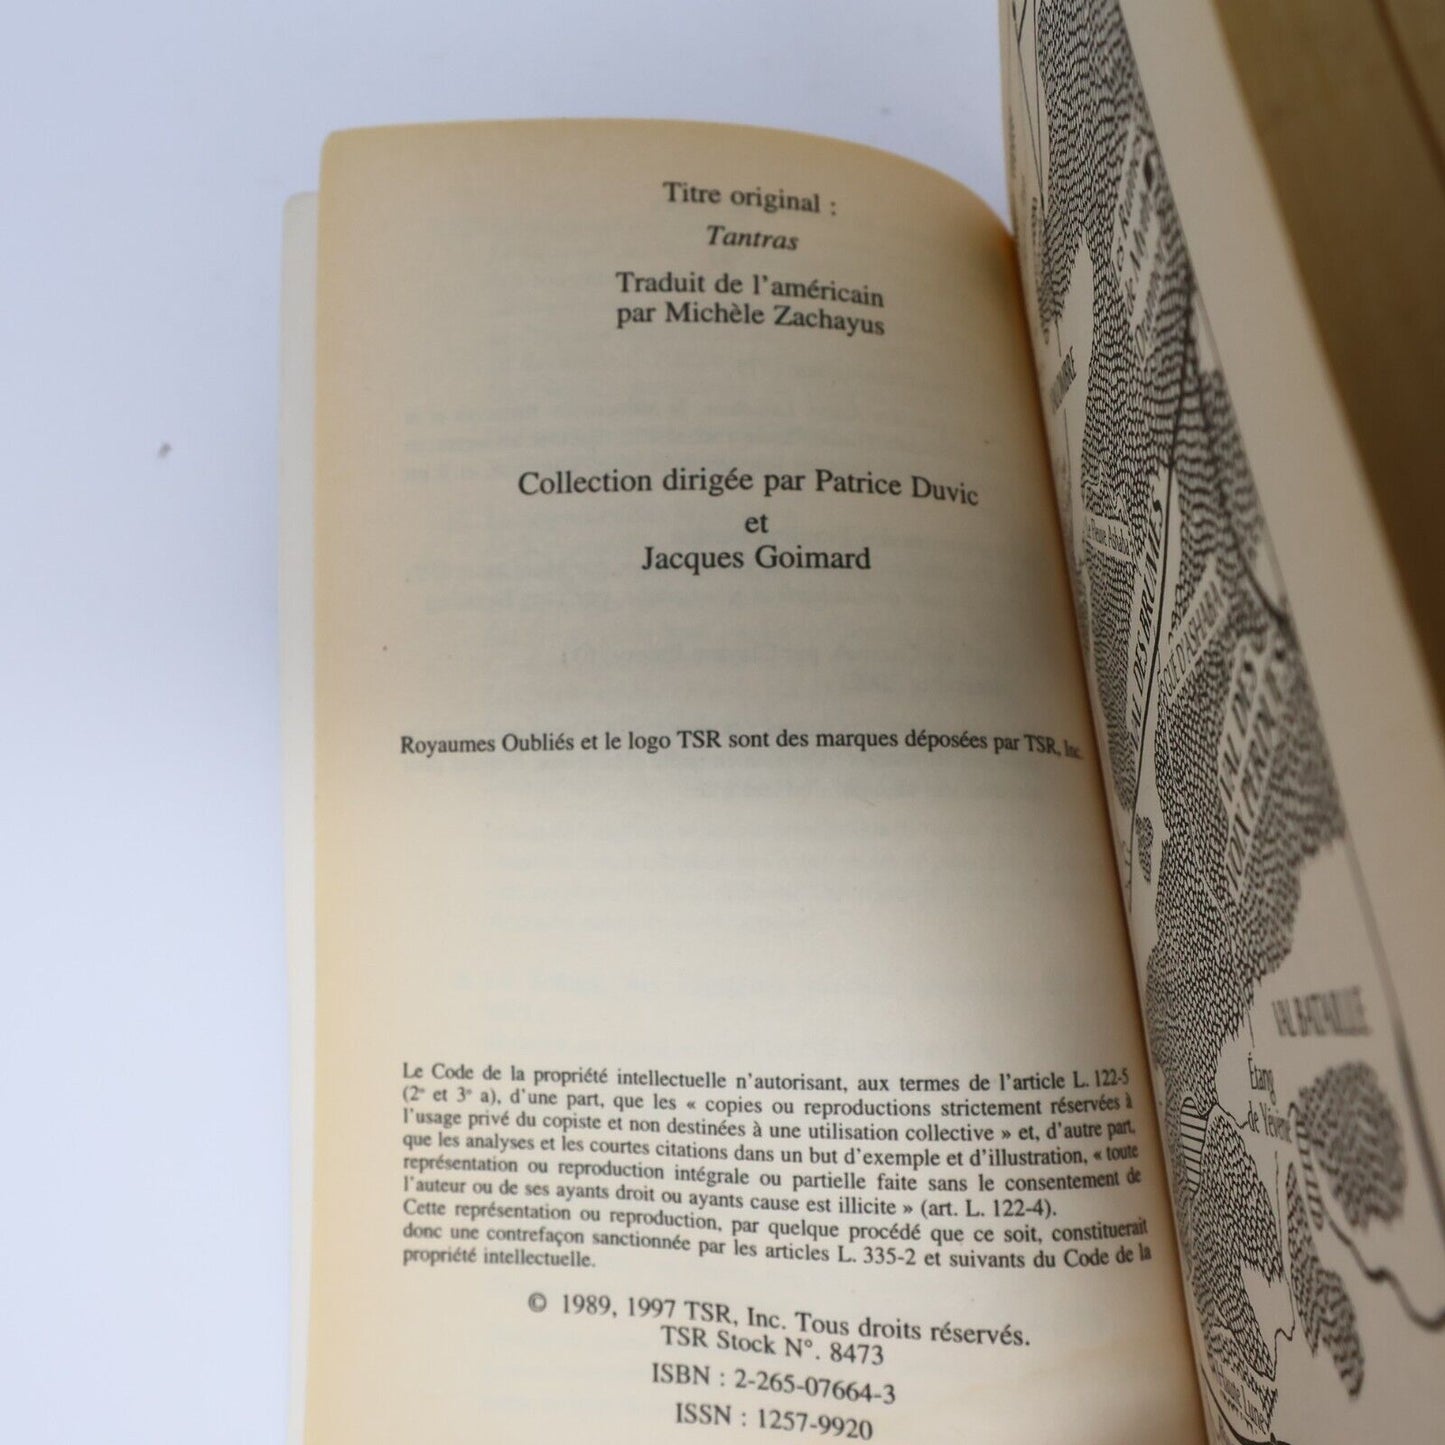 Titre original :
Tantras
Traduit de l'américain
par Michèle Zachayus
Collection dirigée par Patrice Duvic
et
Jacques Goimard
Royaumes Oubliés et le logo TSR sont des marques déposées par TSR, Inc.
Le Code de la propriété intellectuelle n'autorisant, aux termes de l'article L. 122-5
(2e et 3e a), d'une part, que les « copies ou reproductions strictement réservées à
l'usage privé du copiste et non destinées à une utilisation collective » et, d'autre part,
que les analyses et les courtes citations dans un but d'exemple et d'illustration, « toute
représentation ou reproduction intégrale ou partielle faite sans le consentement de
l'auteur ou de ses ayants droit ou ayants cause est illicite » (art. L. 122-4).
Cette représentation ou reproduction, par quelque procédé que ce soit, constituerait
donc une contrefaçon sanctionnée par les articles L. 335-2 et suivants du Code de la
propriété intellectuelle.
© 1989, 1997 TSR, Inc. Tous droits réservés.
TSR Stock N°. 8473
ISBN : 2-265-07664-3
ISSN : 1257-9920
VAL DES BRUMES
VAL DES
VAL BATAILLE
Étang
de Yévenne